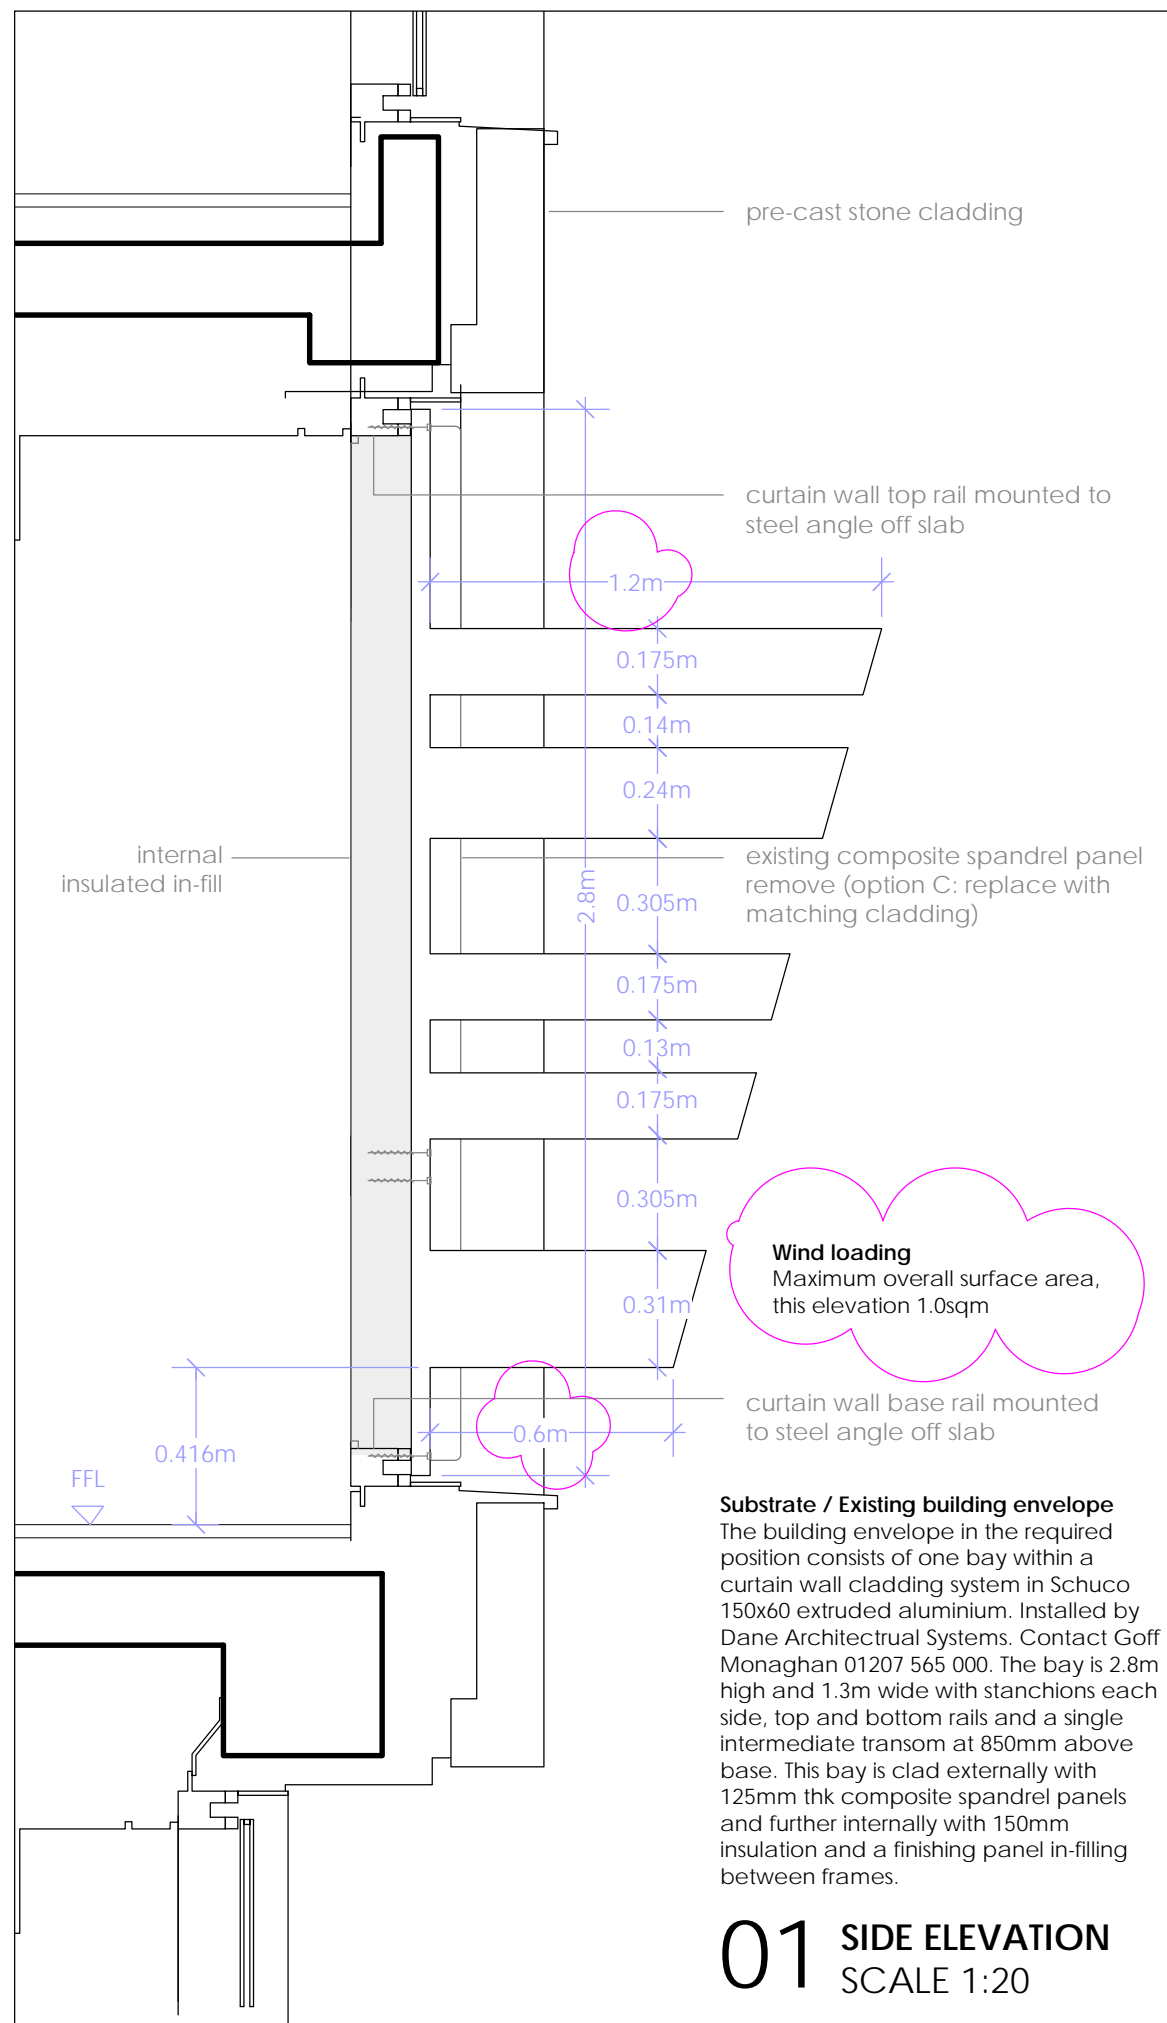 pre-cast stone cladding
curtain wall top rail mounted to
steel angle off slab
1.2m
0.175m
0.14m
0.24m
internal
insulated in-fill
existing composite spandrel panel
remove (option C: replace with
matching cladding)
2.8m
0.305m
0.175m
0.13m
0.175m
0.305m
Wind loading
Maximum overall surface area,
this elevation 1.0sqm
0.31m
curtain wall base rail mounted
to steel angle off slab
0.6m
0.416m
FFL
Substrate / Existing building envelope
The building envelope in the required
position consists of one bay within a
curtain wall cladding system in Schuco
150x60 extruded aluminium. Installed by
Dane Architectrual Systems. Contact Goff
Monaghan 01207 565 000. The bay is 2.8m
high and 1.3m wide with stanchions each
side, top and bottom rails and a single
intermediate transom at 850mm above
base. This bay is clad externally with
125mm thk composite spandrel panels
and further internally with 150mm
insulation and a finishing panel in-filling
between frames.
01 SIDE ELEVATION
SCALE 1:20